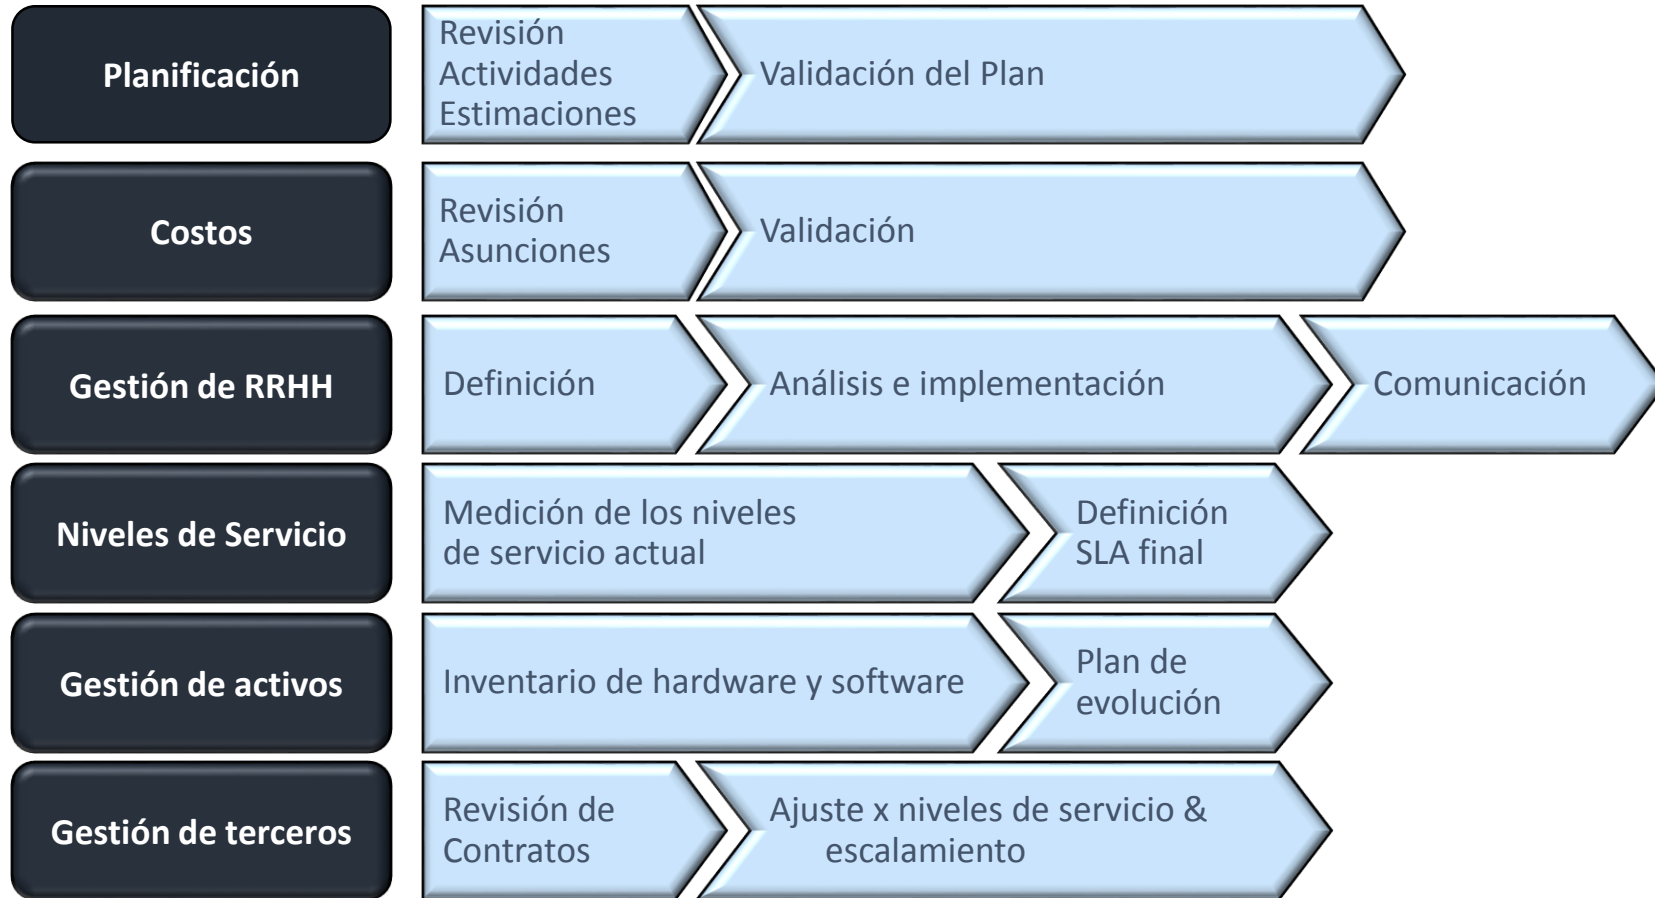 Planificación
Revisión
Actividades
Estimaciones
Validación del Plan
Costos
Revisión
Asunciones
Validación
Gestión de RRHH
Definición
Análisis e implementación
Comunicación
Niveles de Servicio
Medición de los niveles
de servicio actual
Definición
SLA final
Gestión de activos
Inventario de hardware y software
Plan de
evolución
Gestión de terceros
Revisión de
Contratos
Ajuste x niveles de servicio &
escalamiento